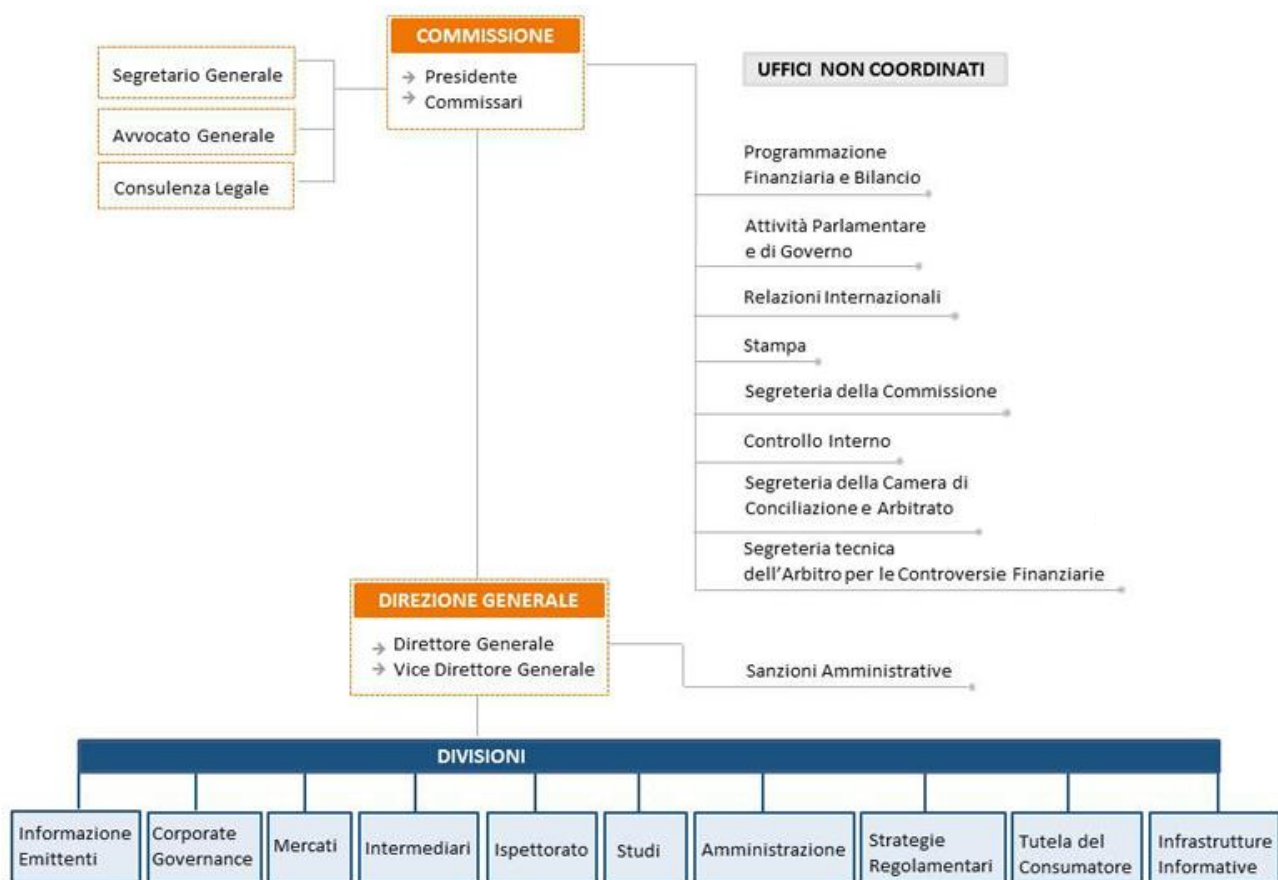 COMMISSIONE
Presidente
Commissari
Segretario Generale
Avvocato Generale
Consulenza Legale
UFFICI NON COORDINATI
Programmazione
Finanziaria e Bilancio
Attività Parlamentare
e di Governo
Relazioni Internazionali
Stampa
Segreteria della Commissione
Controllo Interno
Segreteria della Camera di
Conciliazione e Arbitrato
Segreteria tecnica
dell'Arbitro per le Controversie Finanziarie
DIREZIONE GENERALE
Direttore Generale
Vice Direttore Generale
Sanzioni Amministrative
DIVISIONI
Informazione
Emittenti
Corporate
Governance
Mercati
Intermediari
Ispettorato
Studi
Amministrazione
Strategie
Regolamentari
Tutela del
Consumatore
Infrastrutture
Informative